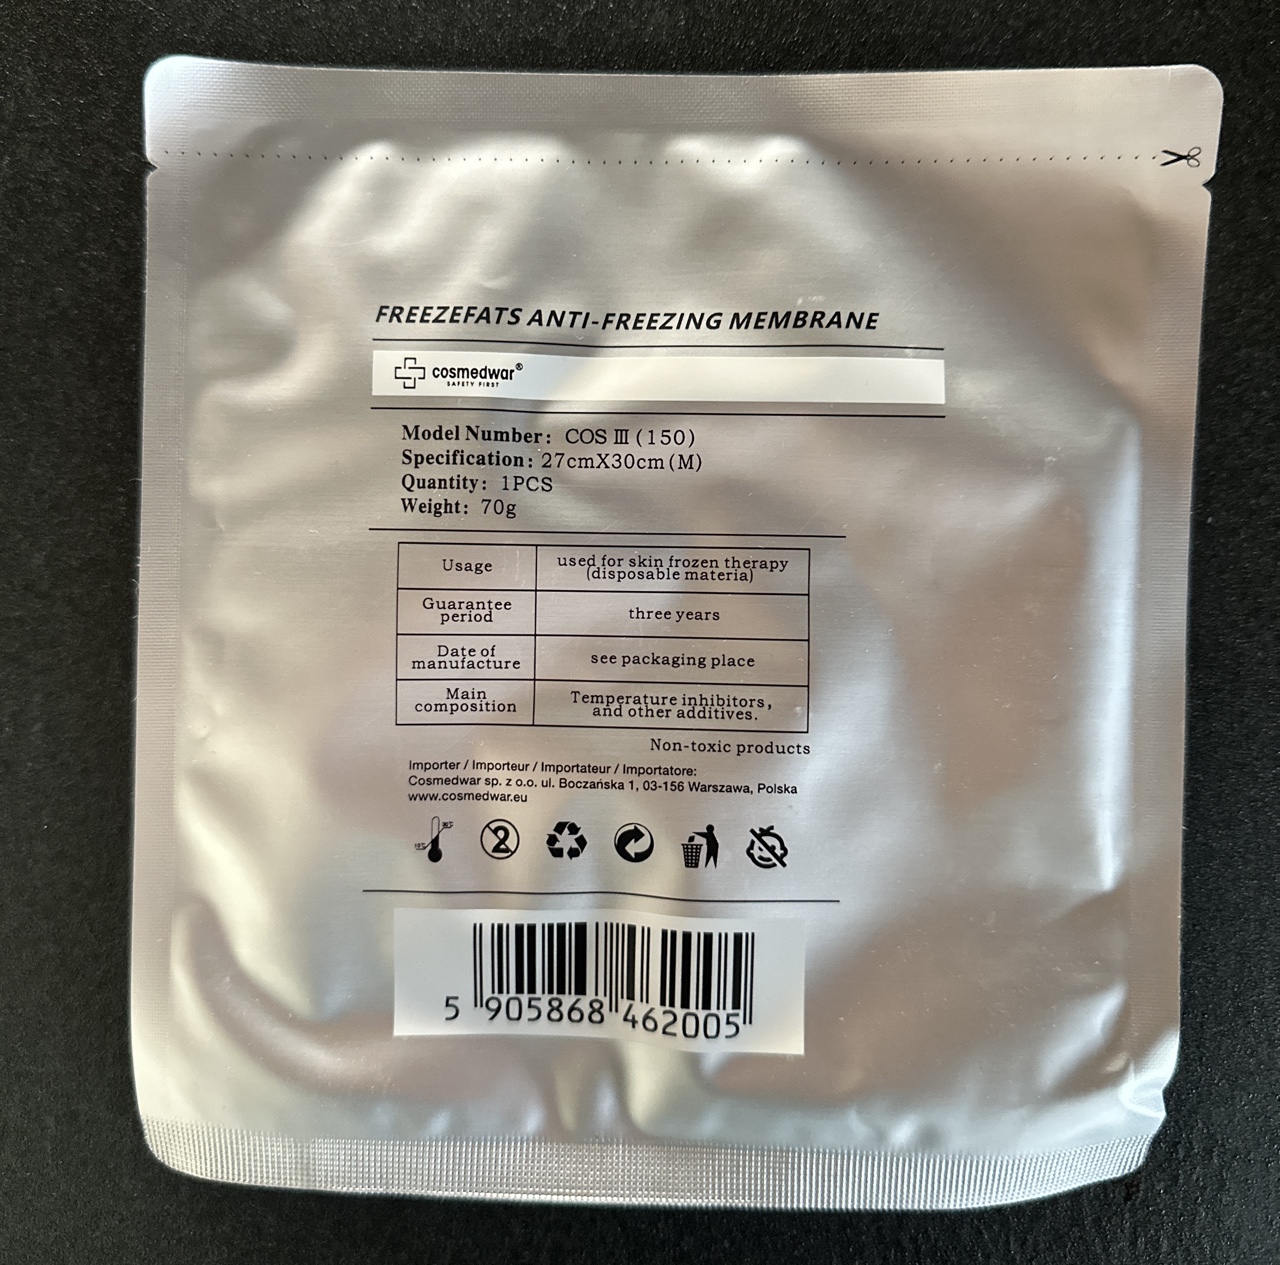 FREEZEFATS ANTI-FREEZING MEMBRANE
cosmedwar®
SAFETY FIRST
Model Number: COS III (150)
Specification: 27cmX30cm (M)
Quantity: 1PCS
Weight: 70g
Usage
used for skin frozen therapy
(disposable materia)
Guarantee
period
three years
Date of
manufacture
see packaging place
Main
composition
Temperature inhibitors,
and other additives.
Non-toxic products
Importer / Importeur / Importateur / Importatore:
Cosmedwar sp. z o.o. ul. Boczańska 1, 03-156 Warszawa, Polska
www.cosmedwar.eu
2
5 905868 462005